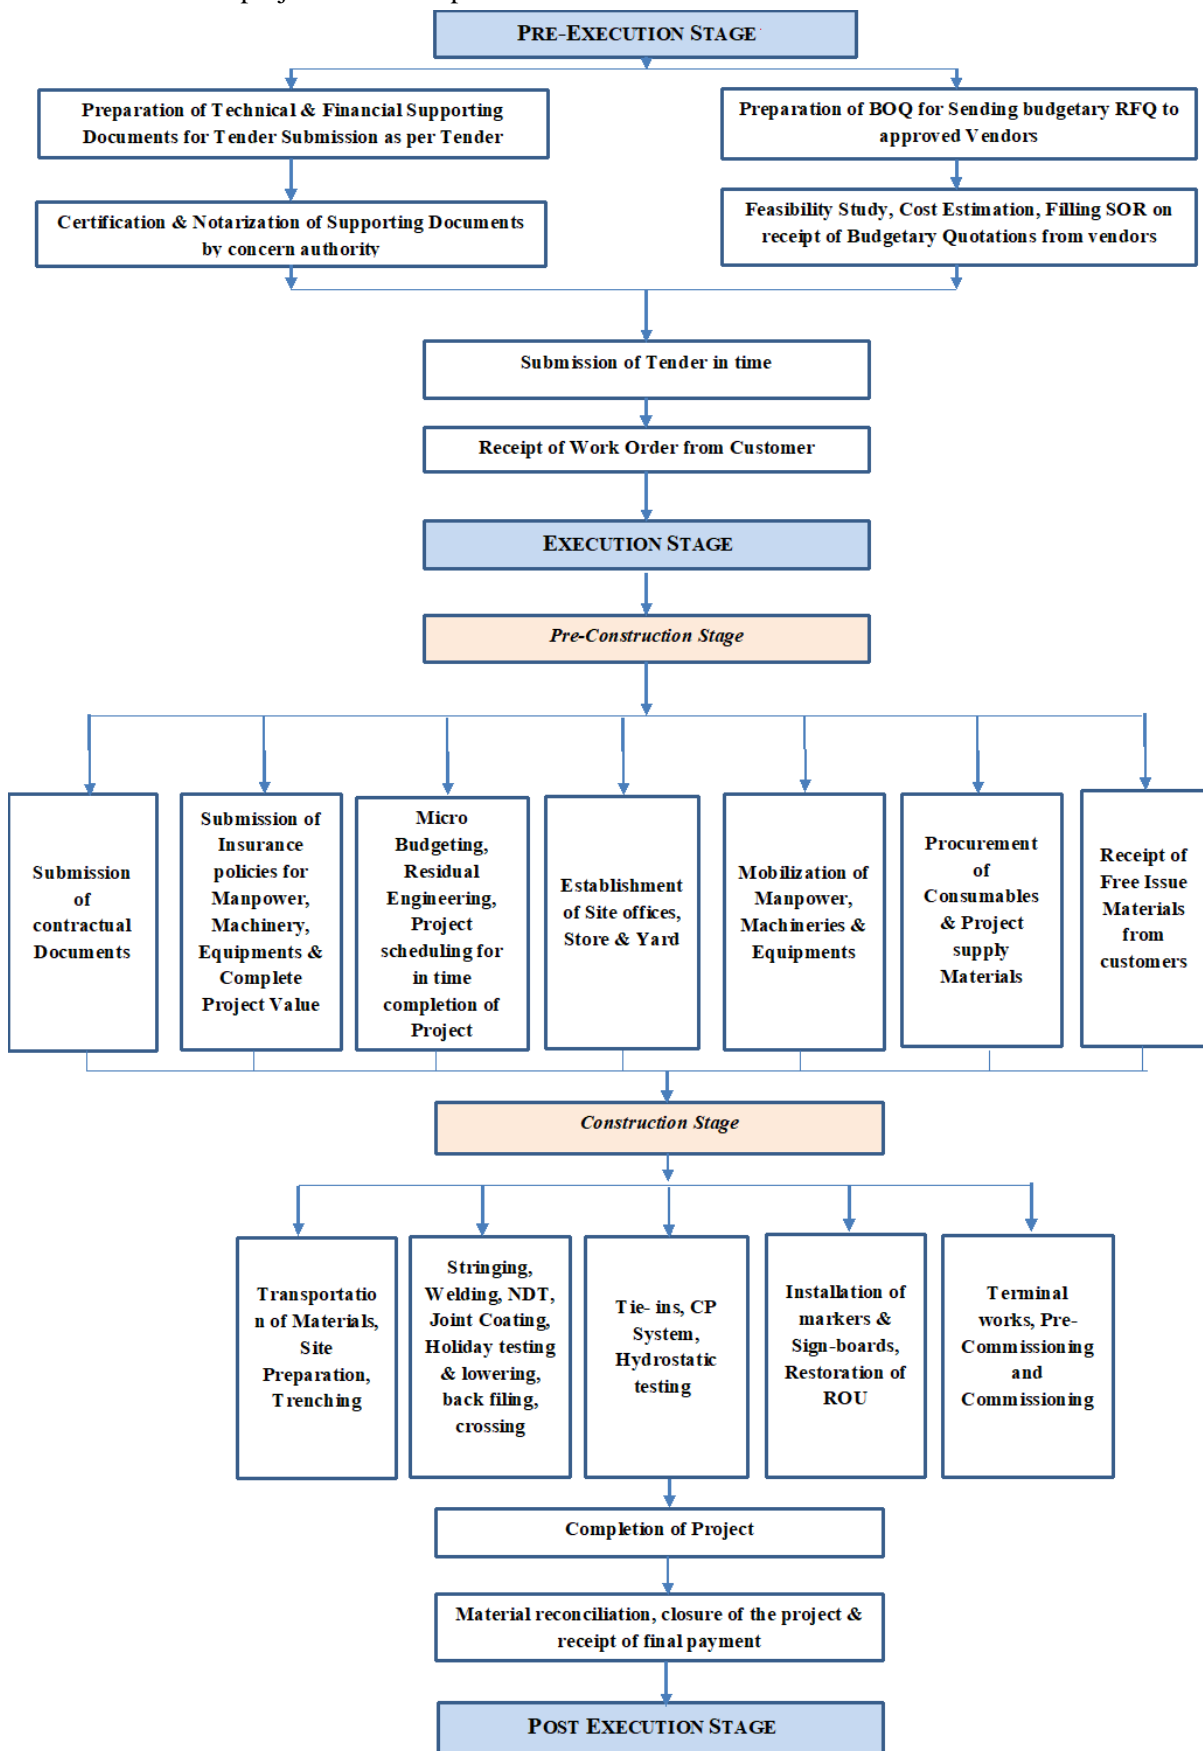 PRE-EXECUTION STAGE
Preparation of Technical & Financial Supporting
Documents for Tender Submission as per Tender
Preparation of BOQ for Sending budgetary RFQ to
approved Vendors
Certification & Notarization of Supporting Documents
by concern authority
Feasibility Study, Cost Estimation, Filling SOR on
receipt of Budgetary Quotations from vendors
Submission of Tender in time
Receipt of Work Order from Customer
EXECUTION STAGE
Pre-Construction Stage
Submission
of
contractual
Documents
Submission of
Insurance
policies for
Manpower,
Machinery,
Equipments &
Complete
Project Value
Micro
Budgeting,
Residual
Engineering,
Project
scheduling for
in time
completion of
Project
Establishment
of Site offices,
Store & Yard
Mobilization of
Manpower,
Machineries &
Equipments
Procurement
of
Consumables
& Project
supply
Materials
Receipt of
Free Issue
Materials
from
customers
Construction Stage
Transportatio
n of Materials,
Site
Preparation,
Trenching
Stringing,
Welding, NDT,
Joint Coating,
Holiday testing
& lowering,
back filing,
crossing
Tie- ins, CP
System,
Hydrostatic
testing
Installation of
markers &
Sign-boards,
Restoration of
ROU
Terminal
works, Pre-
Commissioning
and
Commissioning
Completion of Project
Material reconciliation, closure of the project &
receipt of final payment
POST EXECUTION STAGE